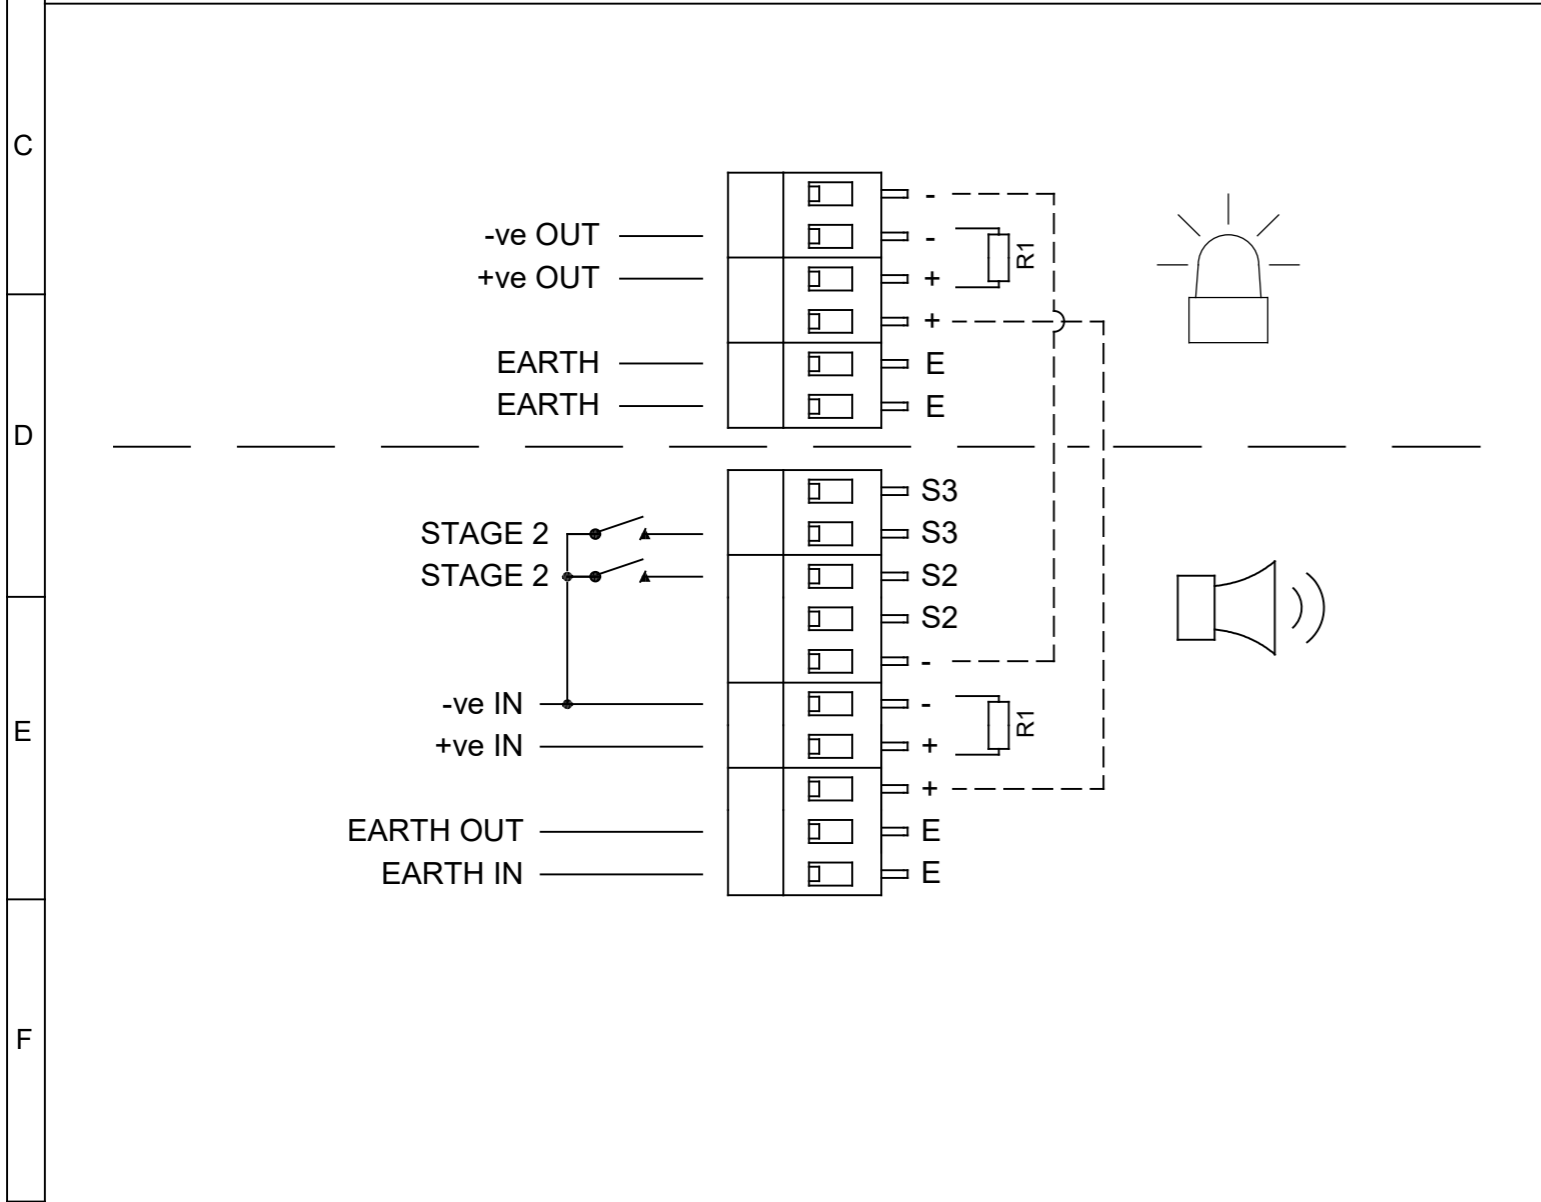 C
-
-ve OUT
-
R1
+ve OUT
+
+
EARTH
E
EARTH
E
D
S3
STAGE 2
S3
STAGE 2
S2
S2
-
-ve IN
-
R1
E
+ve IN
+
+
EARTH OUT
E
EARTH IN
E
F